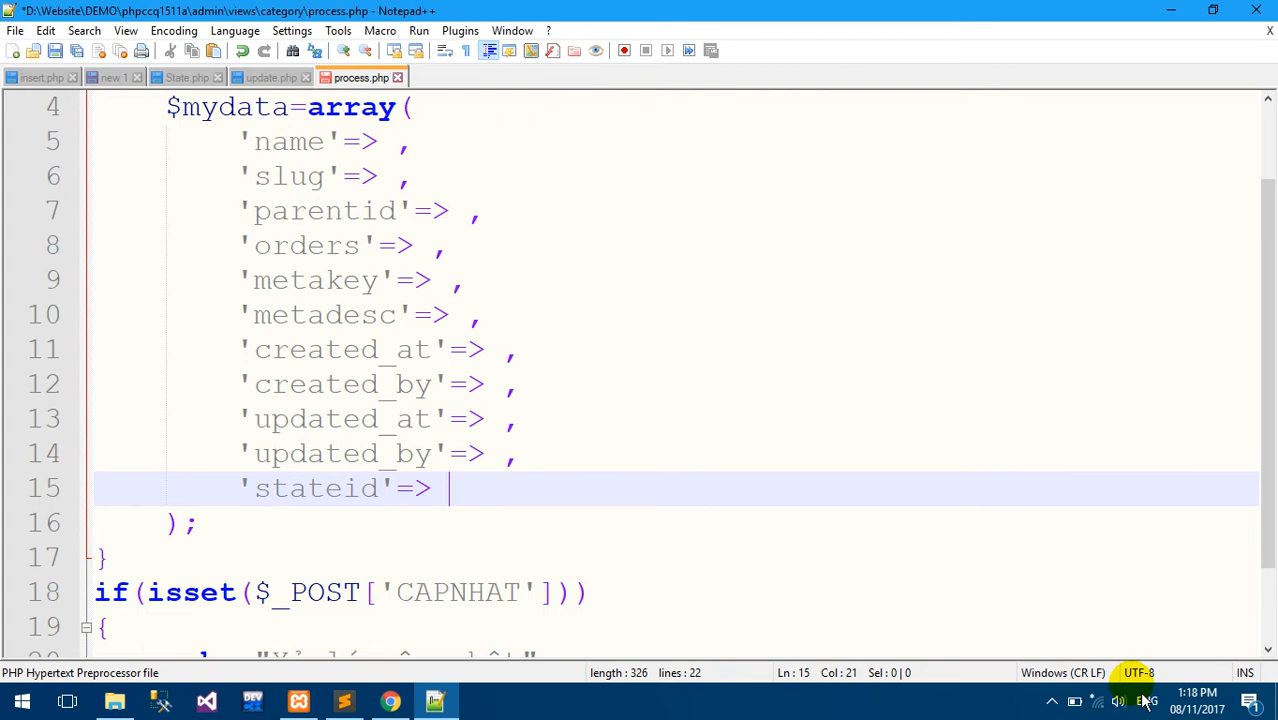 *D:\Website\DEMO\phpccq1511a\admin\views\category\process.php - Notepad++
File Edit Search View Encoding Language Settings Tools Macro Run Plugins Window ?
X
insert.php new 1 State.php update.php process.php
4 $mydata=array(
5 'name'=> ,
6 'slug'=> ,
7 'parentid'=> ,
8 'orders'=> ,
9 'metakey'=> ,
10 'metadesc'=> ,
11 'created_at'=> ,
12 'created_by'=> ,
13 'updated_at'=> ,
14 'updated_by'=> ,
15 'stateid'=>
16 );
17 }
18 if(isset($_POST['CAPNHAT']))
19 {
PHP Hypertext Preprocessor file length : 326 lines : 22 Ln : 15 Col : 21 Sel : 0 | 0 Windows (CR LF) UTF-8 INS
DEV
ENG
1:18 PM
08/11/2017